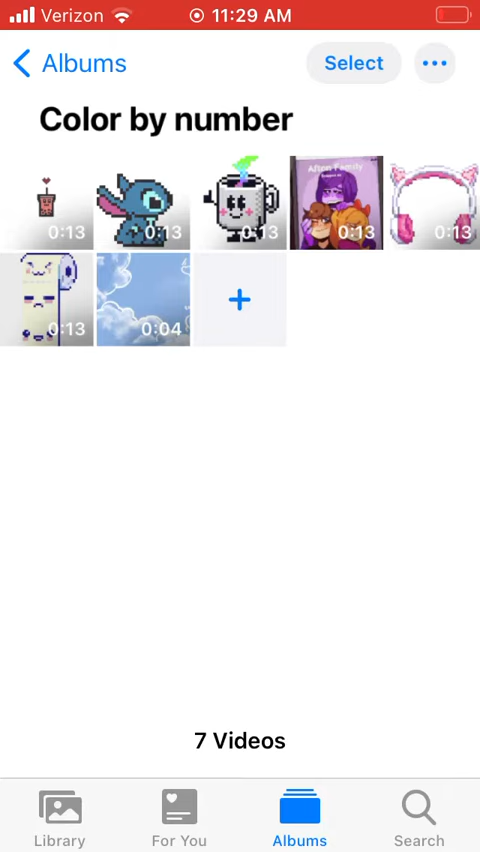 Verizon 11:29 AM
Albums Select
Color by number
After Family
0:13 0:13 0:13 0:13 0:13
0:13 0:04
7 Videos
Library For You Albums Search